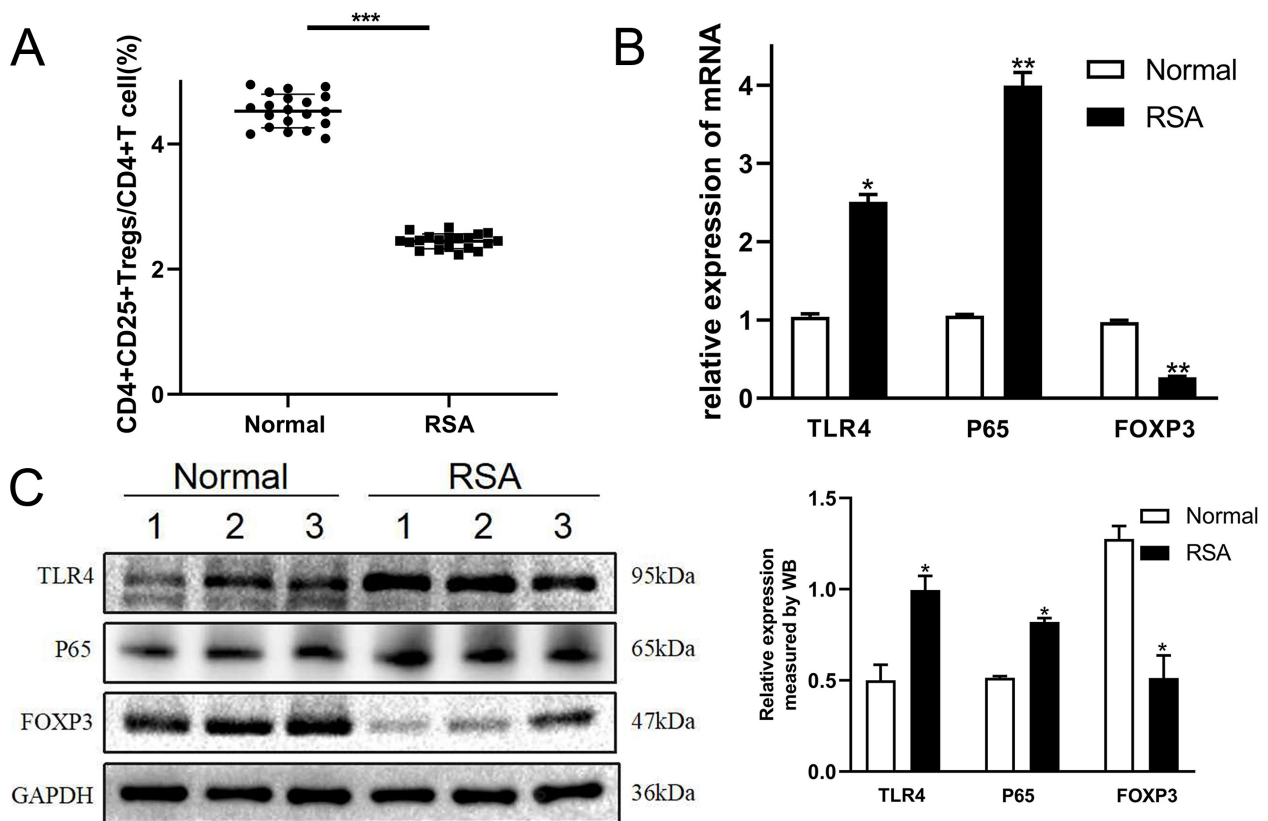 A
***
CD4+CD25+Tregs/CD4+T cell(%)
4
2
0
Normal
RSA
B
relative expression of mRNA
4
3
2
1
0
*
**
**
Normal
RSA
TLR4
P65
FOXP3
C
Normal
RSA
1
2
3
1
2
3
TLR4
95kDa
P65
65kDa
FOXP3
47kDa
GAPDH
36kDa
Relative expression
measured by WB
1.5
1.0
0.5
0.0
*
*
*
Normal
RSA
TLR4
P65
FOXP3